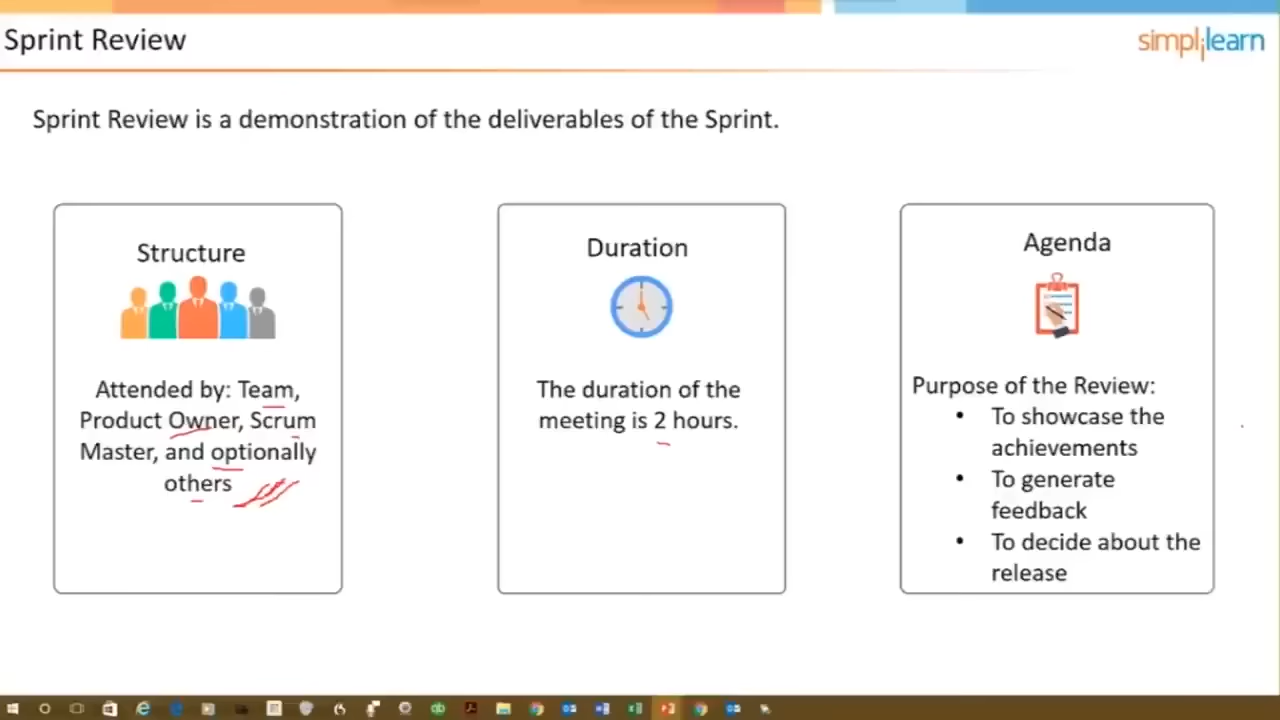 Sprint Review
simplilearn
Sprint Review is a demonstration of the deliverables of the Sprint.
Structure
Attended by: Team,
Product Owner, Scrum
Master, and optionally
others
Duration
The duration of the
meeting is 2 hours.
Agenda
Purpose of the Review:
• To showcase the
achievements
• To generate
feedback
• To decide about the
release